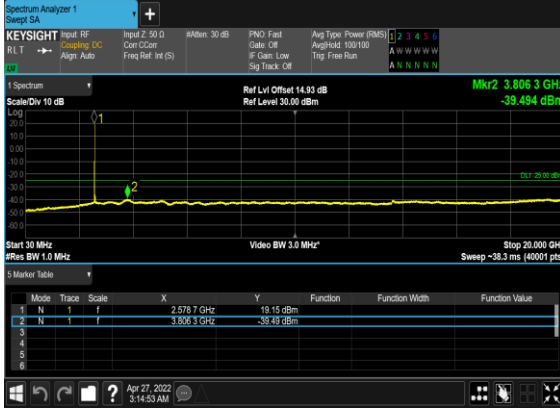 Spectrum Analyzer 1
Swept SA
+
KEYSIGHT Input: RF Input Z: 50 Ω #Atten: 30 dB PNO: Fast Avg Type: Power (RMS) 1 2 3 4 5 6
RLT Coupling: DC Corr CCorr Gate: Off Avg|Hold: 100/100 A W W W W W
Align: Auto Freq Ref: Int (S) IF Gain: Low Trig: Free Run
Sig Track: Off A N N N N N
1 Spectrum
Scale/Div 10 dB Ref Lvl Offset 14.93 dB Mkr2 3.806 3 GHz
Ref Level 30.00 dBm -39.494 dBm
Log
20.0
10.0
0.00
-10.0
-20.0
-30.0
-40.0
-50.0
-60.0
1
2
DL1 -25.00 dBm
Start 30 MHz Video BW 3.0 MHz* Stop 20.000 GH
#Res BW 1.0 MHz Sweep ~38.3 ms (40001 pts
5 Marker Table
Mode Trace Scale X Y Function Function Width Function Value
1 N 1 f 2.578 7 GHz 19.15 dBm
2 N 1 f 3.806 3 GHz -39.49 dBm
3
4
5
6
? Apr 27, 2022
3:14:53 AM